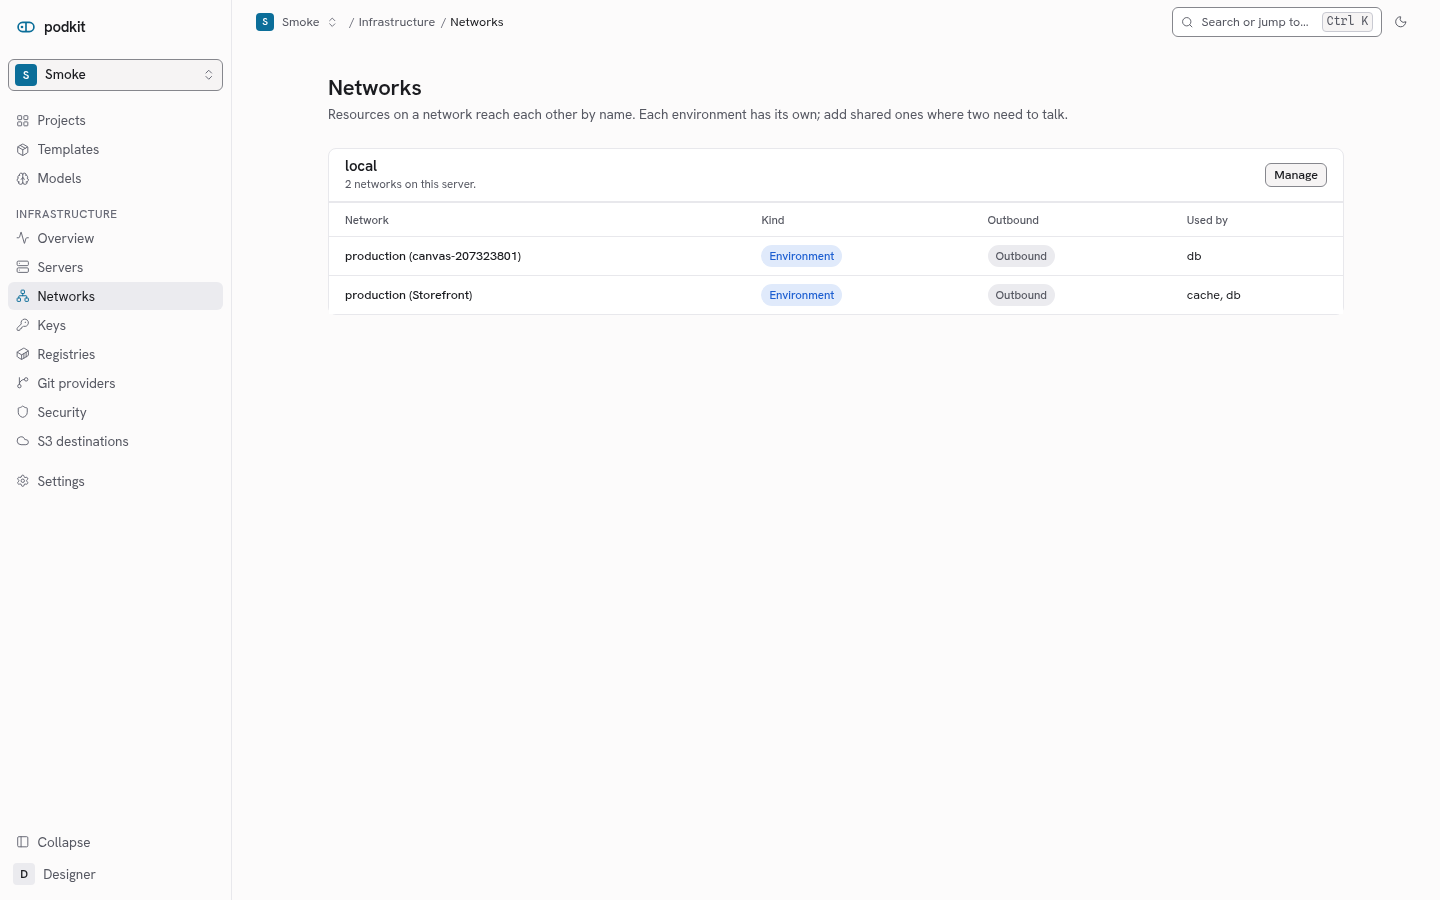 podkit
S Smoke
Projects
Templates
Models
INFRASTRUCTURE
Overview
Servers
Networks
Keys
Registries
Git providers
Security
S3 destinations
Settings
Collapse
D Designer
S Smoke / Infrastructure / Networks
Search or jump to... Ctrl K
Networks
Resources on a network reach each other by name. Each environment has its own; add shared ones where two need to talk.
local
2 networks on this server.
Manage
Network Kind Outbound Used by
production (canvas-207323801) Environment Outbound db
production (Storefront) Environment Outbound cache, db